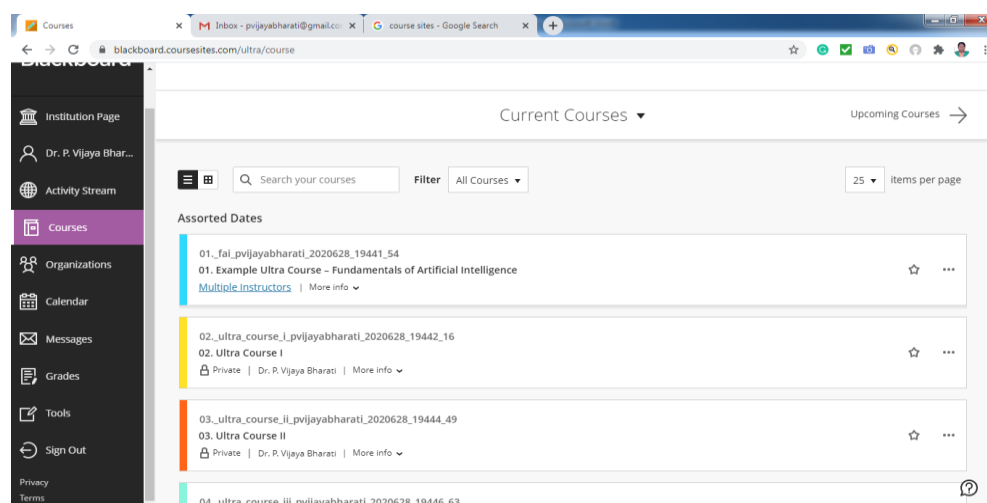 Courses
Inbox - pvijayabharati@gmail.co
course sites - Google Search
blackboard.coursesites.com/ultra/course
Blackboard
Institution Page
Dr. P. Vijaya Bhar...
Activity Stream
Courses
Organizations
Calendar
Messages
Grades
Tools
Sign Out
Privacy
Terms
Current Courses
Upcoming Courses
Search your courses
Filter All Courses
25 items per page
Assorted Dates
01._fai_pvijayabharati_2020628_19441_54
01. Example Ultra Course – Fundamentals of Artificial Intelligence
Multiple Instructors | More info
02._ultra_course_i_pvijayabharati_2020628_19442_16
02. Ultra Course I
Private | Dr. P. Vijaya Bharati | More info
03._ultra_course_ii_pvijayabharati_2020628_19444_49
03. Ultra Course II
Private | Dr. P. Vijaya Bharati | More info
04._ultra_course_iii_pvijayabharati_2020628_19446_63